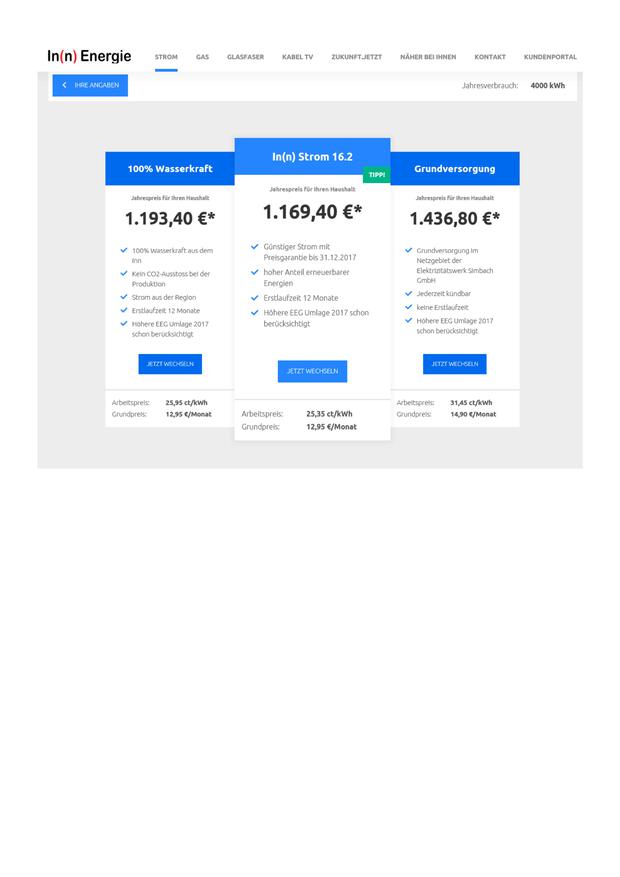 In(n) Energie
STROM GAS GLASFASER KABEL TV ZUKUNFT.JETZT NÄHER BEI IHNEN KONTAKT KUNDENPORTAL
IHRE ANGABEN
Jahresverbrauch: 4000 kWh
100% Wasserkraft
Jahrespreis für Ihren Haushalt
1.193,40 €*
100% Wasserkraft aus dem
Inn
Kein CO2-Ausstoss bei der
Produktion
Strom aus der Region
Erstlaufzeit 12 Monate
Höhere EEG Umlage 2017
schon berücksichtigt
JETZT WECHSELN
Arbeitspreis: 25,95 ct/kWh
Grundpreis: 12,95 €/Monat
In(n) Strom 16.2
TIPP!
Jahrespreis für Ihren Haushalt
1.169,40 €*
Günstiger Strom mit
Preisgarantie bis 31.12.2017
hoher Anteil erneuerbarer
Energien
Erstlaufzeit 12 Monate
Höhere EEG Umlage 2017 schon
berücksichtigt
JETZT WECHSELN
Arbeitspreis: 25,35 ct/kWh
Grundpreis: 12,95 €/Monat
Grundversorgung
Jahrespreis für Ihren Haushalt
1.436,80 €*
Grundversorgung im
Netzgebiet der
Elektrizitätswerk Simbach
GmbH
Jederzeit kündbar
keine Erstlaufzeit
Höhere EEG Umlage 2017
schon berücksichtigt
JETZT WECHSELN
Arbeitspreis: 31,45 ct/kWh
Grundpreis: 14,90 €/Monat